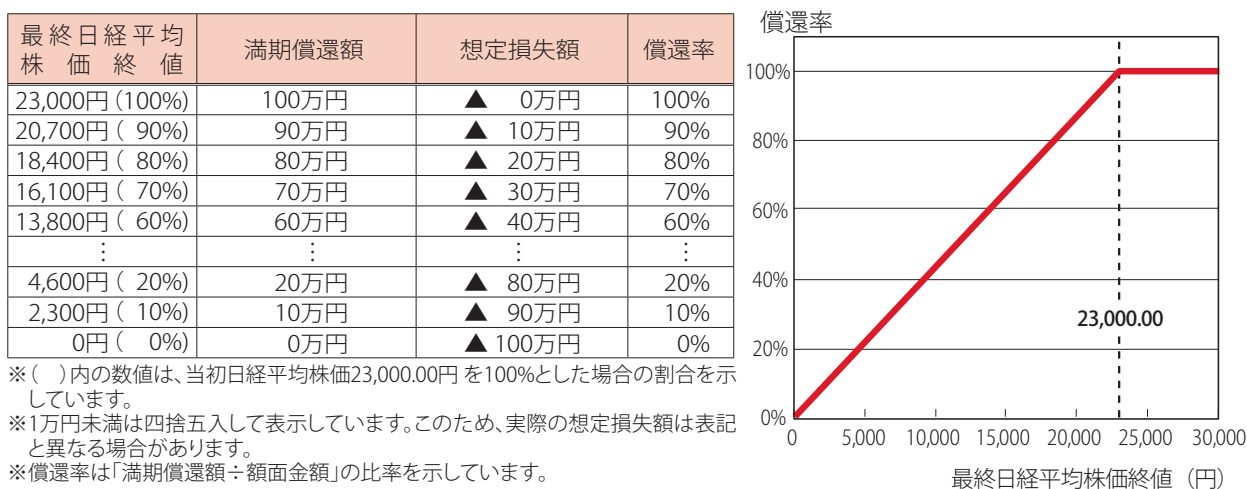 最終日経平均株価終値 満期償還額 想定損失額 償還率
23,000円(100%) 100万円 ▲ 0万円 100%
20,700円( 90%) 90万円 ▲ 10万円 90%
18,400円( 80%) 80万円 ▲ 20万円 80%
16,100円( 70%) 70万円 ▲ 30万円 70%
13,800円( 60%) 60万円 ▲ 40万円 60%
⋮ ⋮ ⋮ ⋮
4,600円( 20%) 20万円 ▲ 80万円 20%
2,300円( 10%) 10万円 ▲ 90万円 10%
0円( 0%) 0万円 ▲ 100万円 0%
※( )内の数値は、当初日経平均株価23,000.00円 を100%とした場合の割合を示
しています。
※1万円未満は四捨五入して表示しています。このため、実際の想定損失額は表記
と異なる場合があります。
※償還率は「満期償還額÷額面金額」の比率を示しています。
償還率
100%
80%
60%
40%
20%
0%
23,000.00
0 5,000 10,000 15,000 20,000 25,000 30,000
最終日経平均株価終値(円)